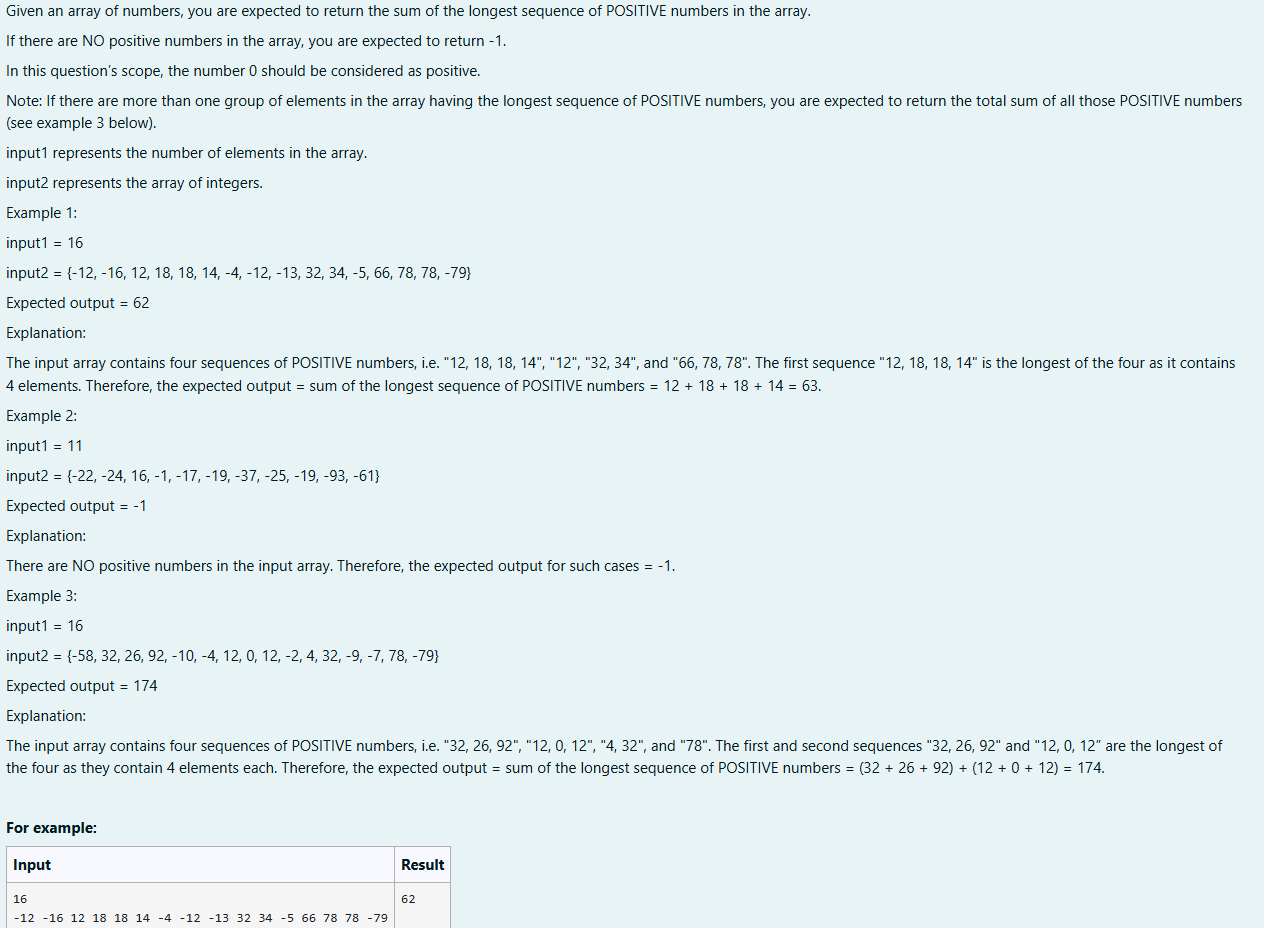 Given an array of numbers, you are expected to return the sum of the longest sequence of POSITIVE numbers in the array.
If there are NO positive numbers in the array, you are expected to return -1.
In this question's scope, the number 0 should be considered as positive.
Note: If there are more than one group of elements in the array having the longest sequence of POSITIVE numbers, you are expected to return the total sum of all those POSITIVE numbers
(see example 3 below).
input1 represents the number of elements in the array.
input2 represents the array of integers.
Example 1:
input1 = 16
input2 = {-12, -16, 12, 18, 18, 14, -4, -12, -13, 32, 34, -5, 66, 78, 78, -79}
Expected output = 62
Explanation:
The input array contains four sequences of POSITIVE numbers, i.e. "12, 18, 18, 14", "12", "32, 34", and "66, 78, 78". The first sequence "12, 18, 18, 14" is the longest of the four as it contains
4 elements. Therefore, the expected output = sum of the longest sequence of POSITIVE numbers = 12 + 18 + 18 + 14 = 63.
Example 2:
input1 = 11
input2 = {-22, -24, 16, -1, -17, -19, -37, -25, -19, -93, -61}
Expected output = -1
Explanation:
There are NO positive numbers in the input array. Therefore, the expected output for such cases = -1.
Example 3:
input1 = 16
input2 = {-58, 32, 26, 92, -10, -4, 12, 0, 12, -2, 4, 32, -9, -7, 78, -79}
Expected output = 174
Explanation:
The input array contains four sequences of POSITIVE numbers, i.e. "32, 26, 92", "12, 0, 12", "4, 32", and "78". The first and second sequences "32, 26, 92" and "12, 0, 12" are the longest of
the four as they contain 4 elements each. Therefore, the expected output = sum of the longest sequence of POSITIVE numbers = (32 + 26 + 92) + (12 + 0 + 12) = 174.
For example:
Input Result
16 62
-12 -16 12 18 18 14 -4 -12 -13 32 34 -5 66 78 78 -79